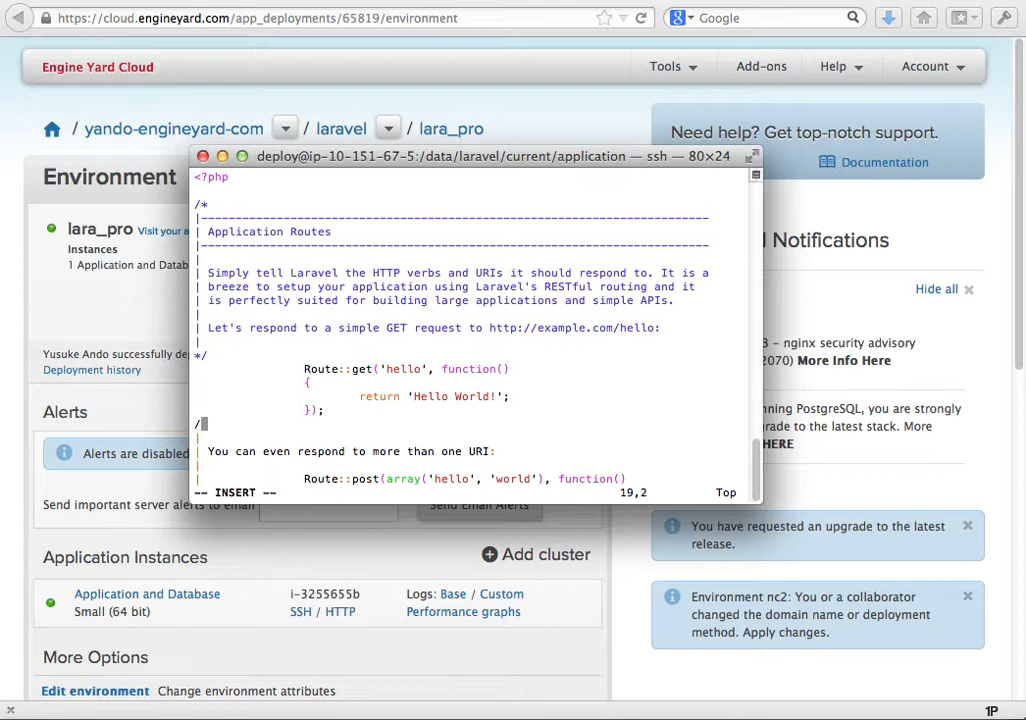 https://cloud.engineyard.com/app_deployments/65819/environment
Google
Engine Yard Cloud
Tools
Add-ons
Help
Account
/ yando-engineyard-com / laravel / lara_pro
Need help? Get top-notch support.
Documentation
deploy@ip-10-151-67-5:/data/laravel/current/application — ssh — 80×24
Environment
lara_pro Visit your a
Instances
1 Application and Datab
Yusuke Ando successfully de
Deployment history
Alerts
Alerts are disabled
Send important server alerts to email
Send Email Alerts
<?php
/*
|--------------------------------------------------------------------------
| Application Routes
|--------------------------------------------------------------------------
|
| Simply tell Laravel the HTTP verbs and URIs it should respond to. It is a
| breeze to setup your application using Laravel's RESTful routing and it
| is perfectly suited for building large applications and simple APIs.
|
| Let's respond to a simple GET request to http://example.com/hello:
|
*/
Route::get('hello', function()
{
return 'Hello World!';
});
/
|
| You can even respond to more than one URI:
|
| Route::post(array('hello', 'world'), function()
-- INSERT --
19,2
Top
Notifications
Hide all
3 – nginx security advisory
2070) More Info Here
nning PostgreSQL, you are strongly
grade to the latest stack. More
HERE
You have requested an upgrade to the latest
release.
Environment nc2: You or a collaborator
changed the domain name or deployment
method. Apply changes.
Application Instances
Add cluster
Application and Database
Small (64 bit)
i-3255655b
SSH / HTTP
Logs: Base / Custom
Performance graphs
More Options
Edit environment Change environment attributes
1P